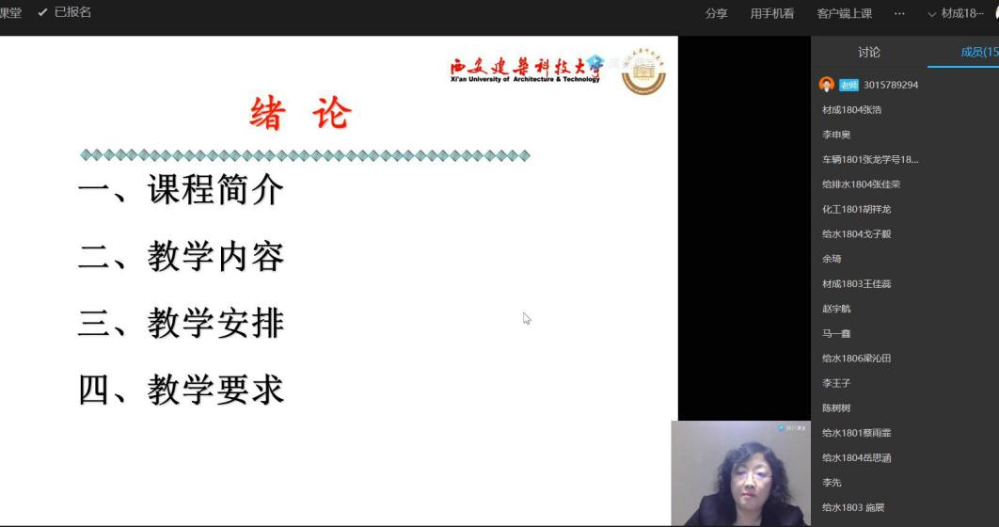 课堂 ✓ 已报名
分享 用手机看 客户端上课 ··· 材成18···
西安建筑科技大学
Xi'an University of Architecture & Technology
绪 论
一、课程简介
二、教学内容
三、教学安排
四、教学要求
讨论 成员(15
老师 3015789294
材成1804张浩
李申奥
车辆1801张龙学号18...
给排水1804张佳荣
化工1801胡祥龙
给水1804戈子毅
余琦
材成1803王佳蕊
赵宇航
马一鑫
给水1806梁沁田
李王子
陈树树
给水1801蔡雨霏
给水1804岳思涵
李先
给水1803 施展